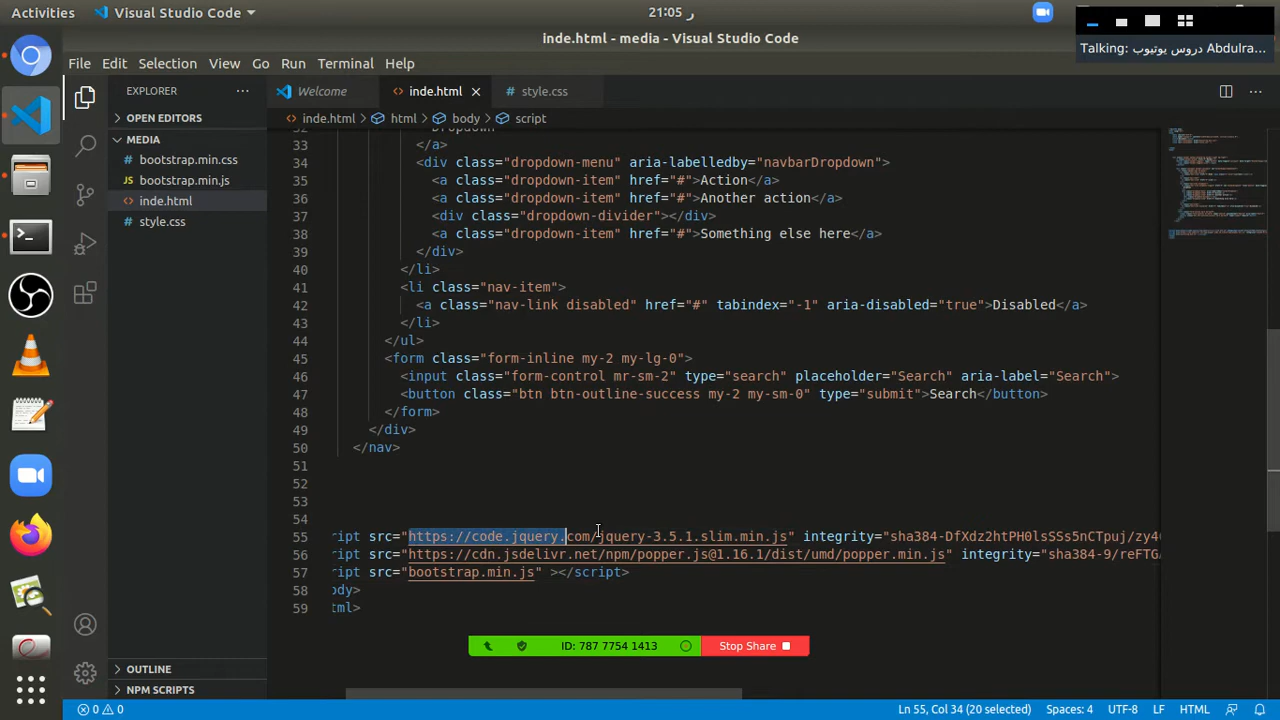 Activities
Visual Studio Code
21:05 ر
Talking: دروس يوتيوب Abdulra...
inde.html - media - Visual Studio Code
File Edit Selection View Go Run Terminal Help
EXPLORER
Welcome
inde.html
style.css
OPEN EDITORS
inde.html > html > body > script
MEDIA
bootstrap.min.css
bootstrap.min.js
inde.html
style.css
33 </a>
34 <div class="dropdown-menu" aria-labelledby="navbarDropdown">
35 <a class="dropdown-item" href="#">Action</a>
36 <a class="dropdown-item" href="#">Another action</a>
37 <div class="dropdown-divider"></div>
38 <a class="dropdown-item" href="#">Something else here</a>
39 </div>
40 </li>
41 <li class="nav-item">
42 <a class="nav-link disabled" href="#" tabindex="-1" aria-disabled="true">Disabled</a>
43 </li>
44 </ul>
45 <form class="form-inline my-2 my-lg-0">
46 <input class="form-control mr-sm-2" type="search" placeholder="Search" aria-label="Search">
47 <button class="btn btn-outline-success my-2 my-sm-0" type="submit">Search</button>
48 </form>
49 </div>
50 </nav>
51
52
53
54
55 ript src="https://code.jquery.com/jquery-3.5.1.slim.min.js" integrity="sha384-DfXdz2htPH0lsSSs5nCTpuj/zy4
56 ript src="https://cdn.jsdelivr.net/npm/popper.js@1.16.1/dist/umd/popper.min.js" integrity="sha384-9/reFTG
57 ript src="bootstrap.min.js" ></script>
58 ody>
59 tml>
ID: 787 7754 1413
Stop Share
OUTLINE
NPM SCRIPTS
0 0
Ln 55, Col 34 (20 selected) Spaces: 4 UTF-8 LF HTML